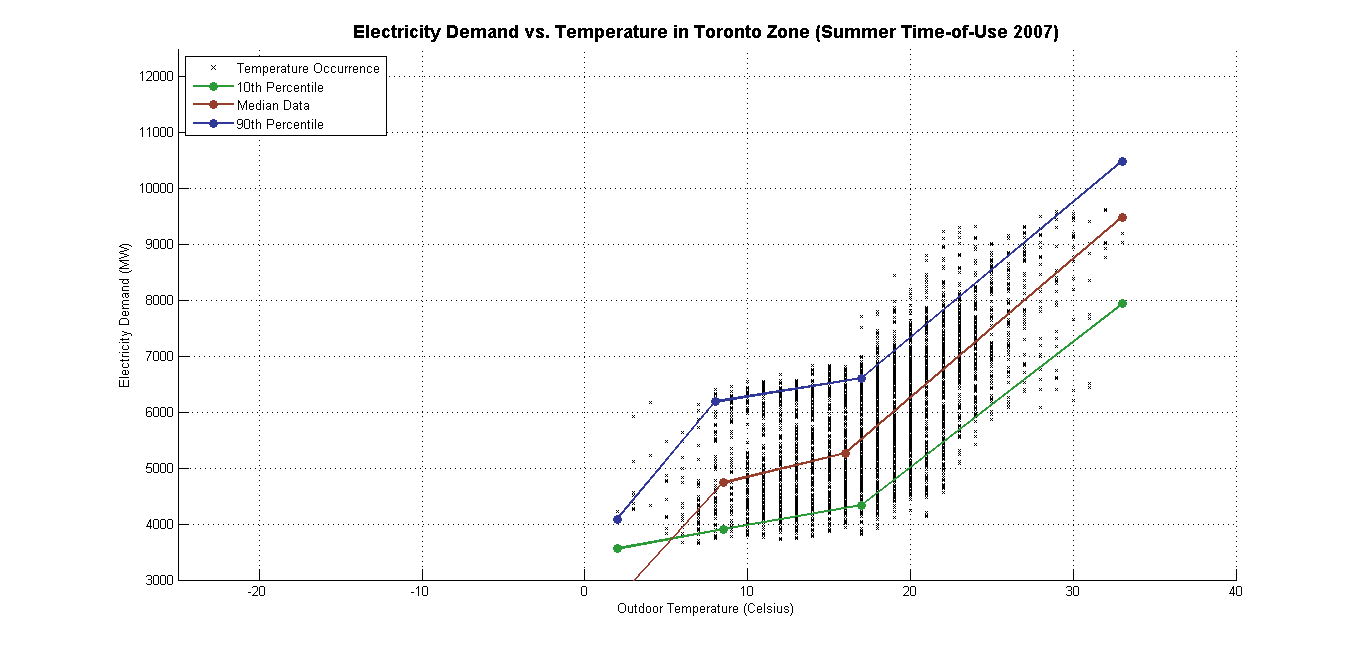 Electricity Demand vs. Temperature in Toronto Zone (Summer Time-of-Use 2007)
Temperature Occurrence
10th Percentile
Median Data
90th Percentile
12000
11000
10000
9000
8000
7000
6000
5000
4000
3000
Electricity Demand (MW)
-20 -10 0 10 20 30 40
Outdoor Temperature (Celsius)